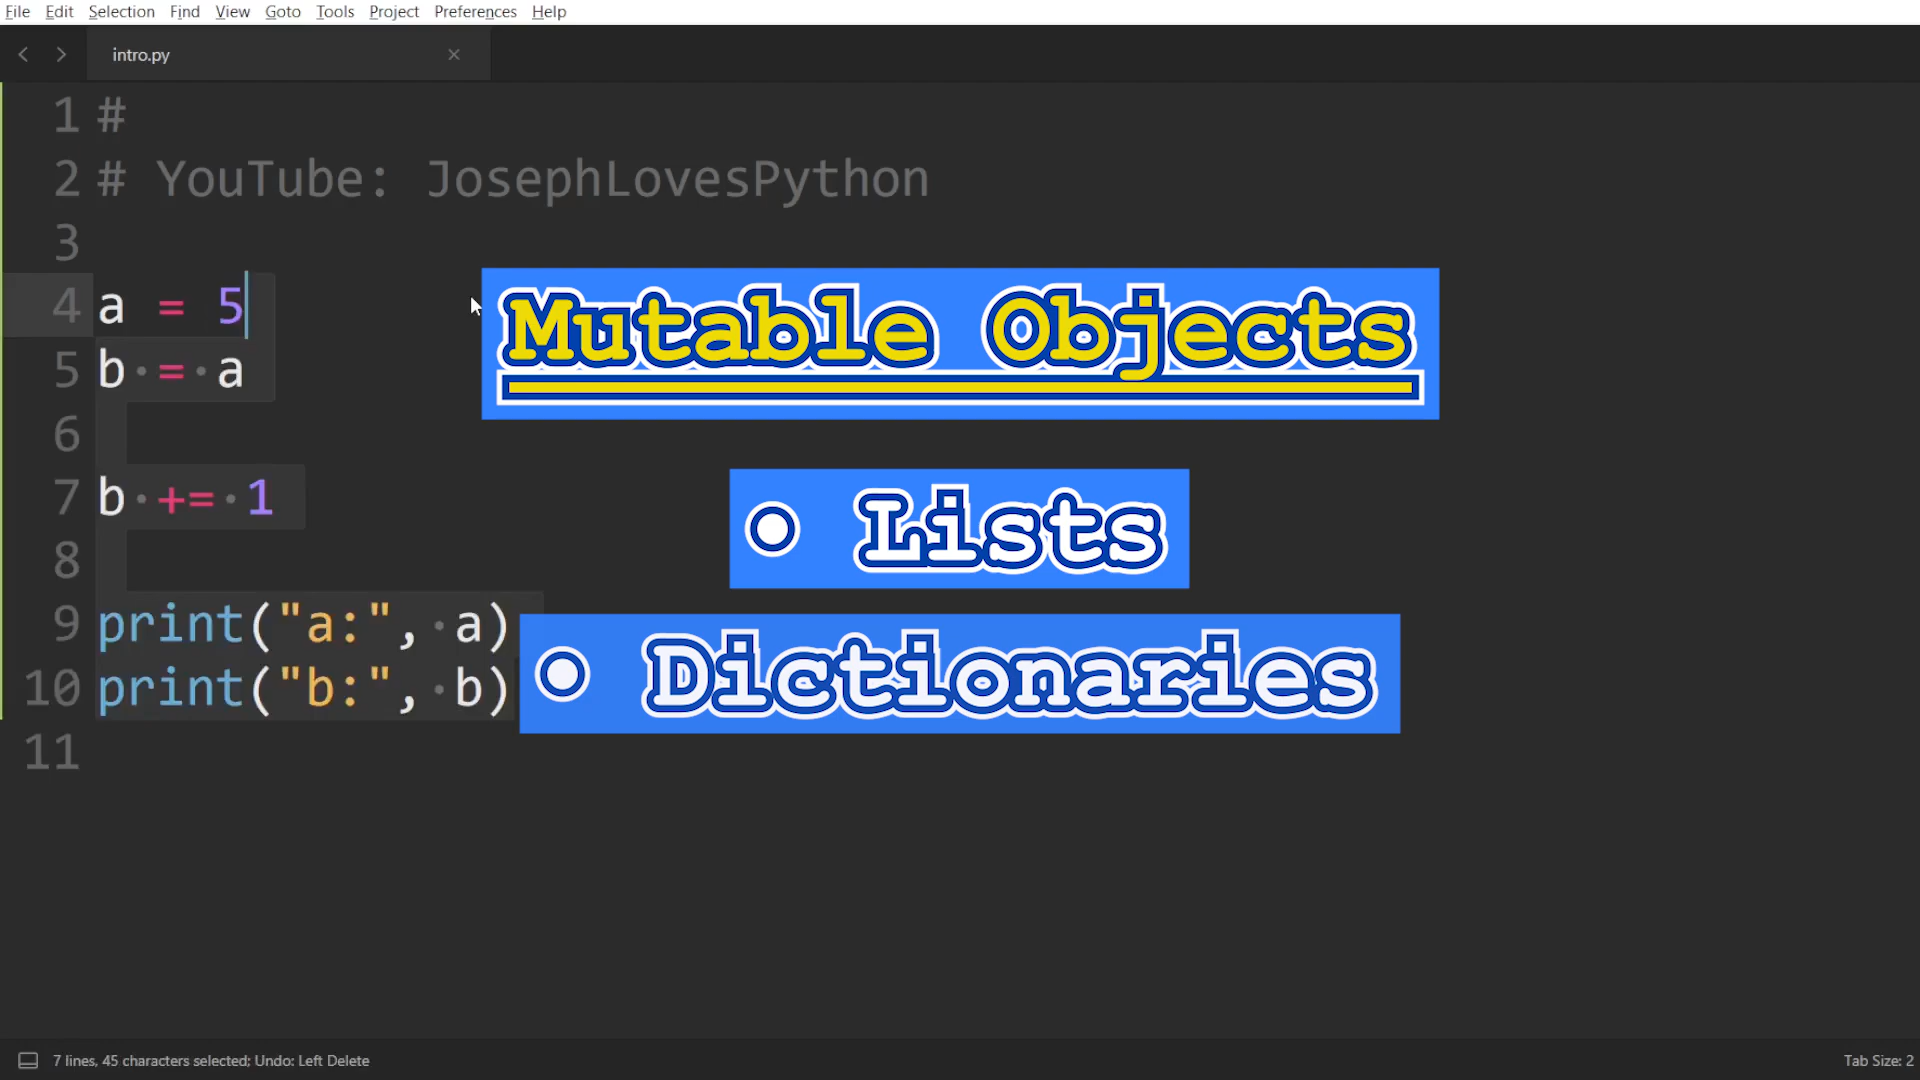 File Edit Selection Find View Goto Tools Project Preferences Help
intro.py
1 #
2 # YouTube: JosephLovesPython
3
4 a = 5
5 b = a
6
7 b += 1
8
9 print("a:", a)
10 print("b:", b)
11
Mutable Objects
• Lists
• Dictionaries
7 lines, 45 characters selected; Undo: Left Delete
Tab Size: 2